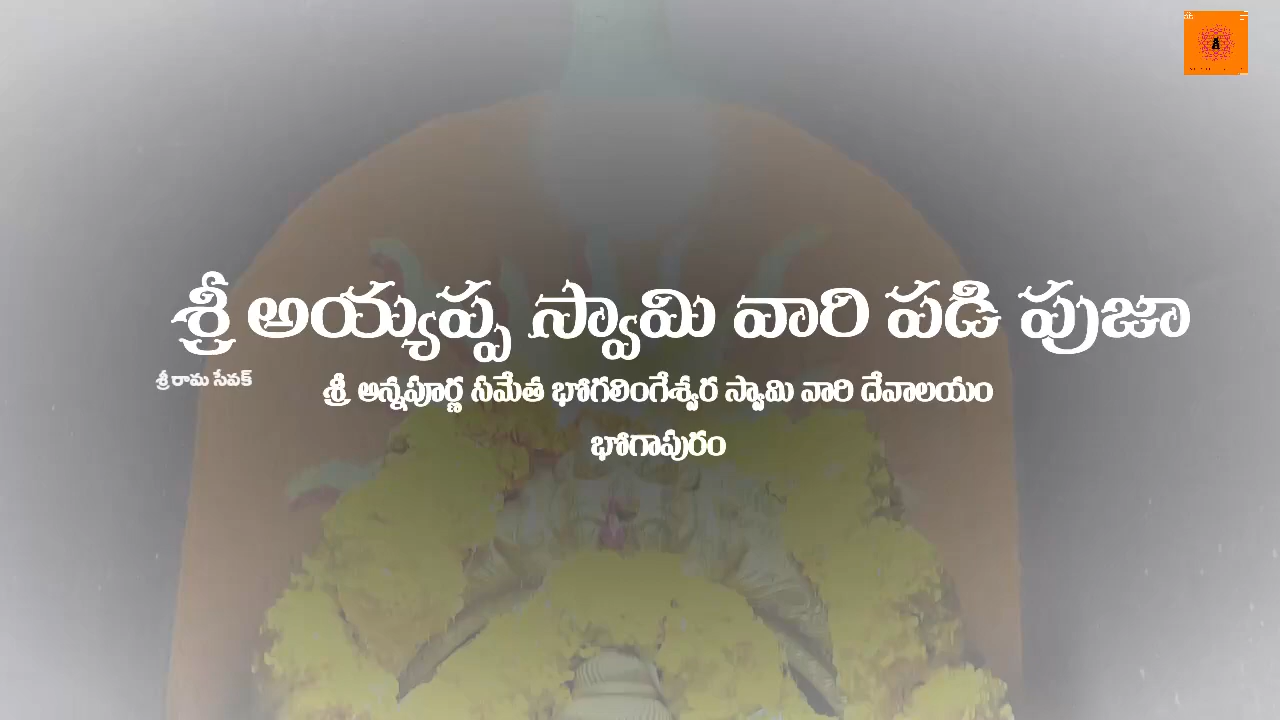 శ్రీ అయ్యప్ప స్వామి వారి పడి పుజా
శ్రీ రామ సేవక్
శ్రీ అన్నపూర్ణ సమేత భోగలింగేశ్వర స్వామి వారి దేవాలయం
భోగాపురం